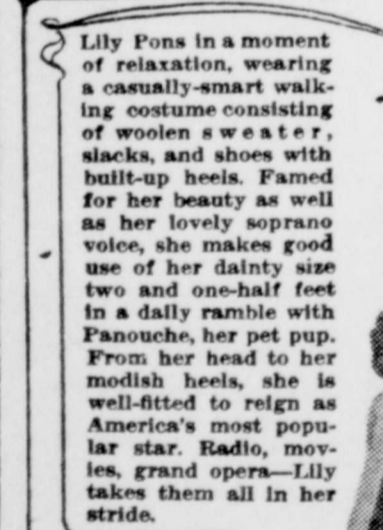 Lily Pons in a moment
of relaxation, wearing
a casually-smart walk-
ing costume consisting
of woolen sweater,
slacks, and shoes with
built-up heels. Famed
for her beauty as well
as her lovely soprano
voice, she makes good
use of her dainty size
two and one-half feet
in a daily ramble with
Panouche, her pet pup.
From her head to her
modish heels, she is
well-fitted to reign as
America's most popu-
lar star. Radio, mov-
ies, grand opera—Lily
takes them all in her
stride.